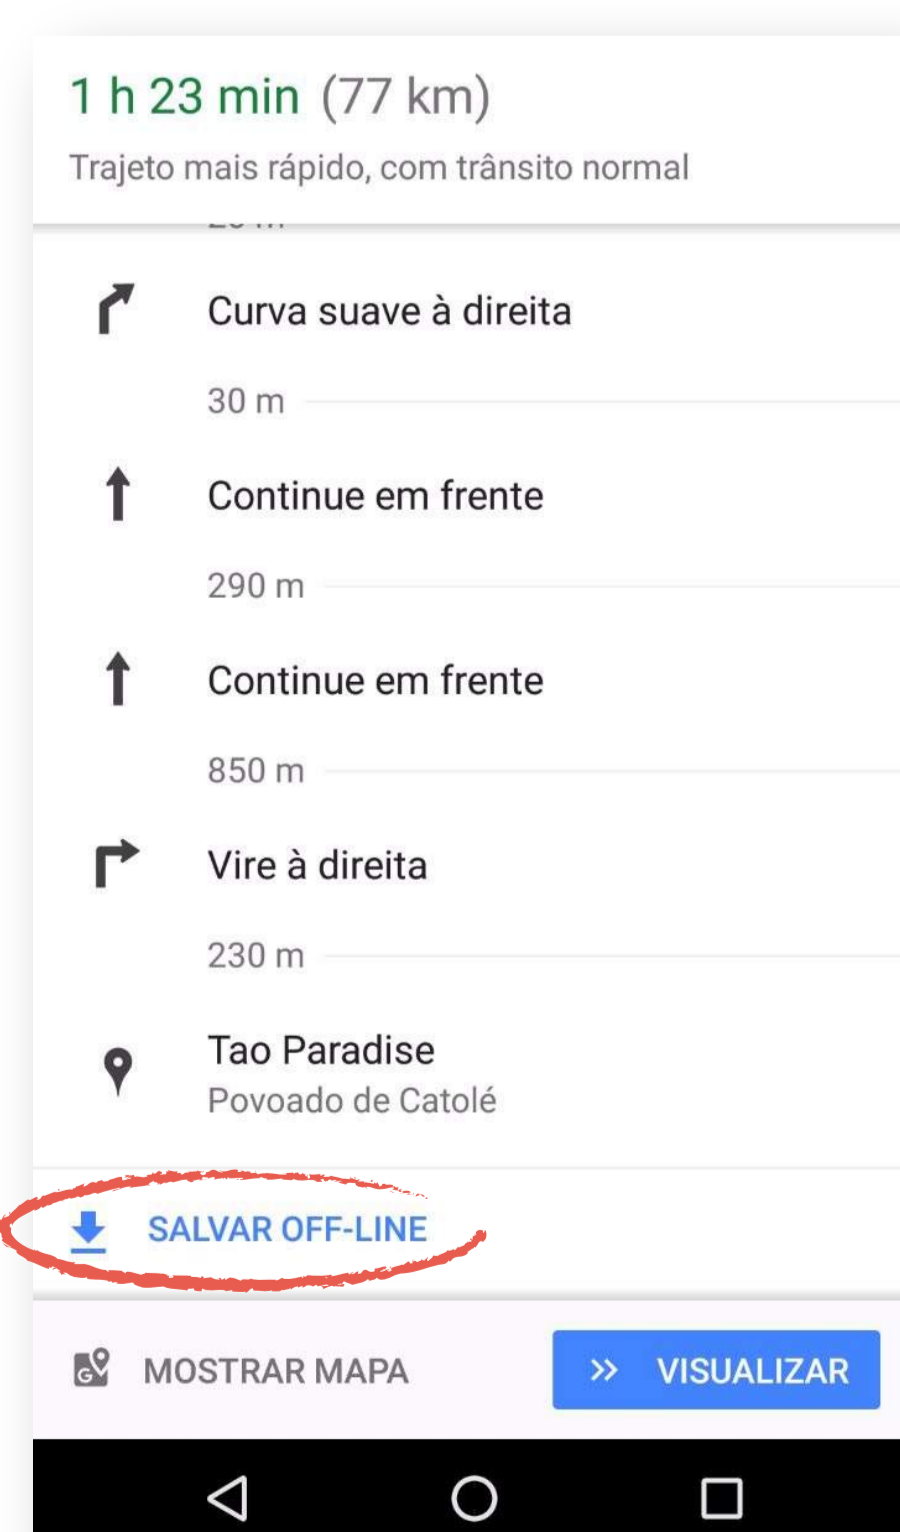 1 h 23 min (77 km)
Trajeto mais rápido, com trânsito normal
Curva suave à direita
30 m
Continue em frente
290 m
Continue em frente
850 m
Vire à direita
230 m
Tao Paradise
Povoado de Catolé
SALVAR OFF-LINE
MOSTRAR MAPA
VISUALIZAR